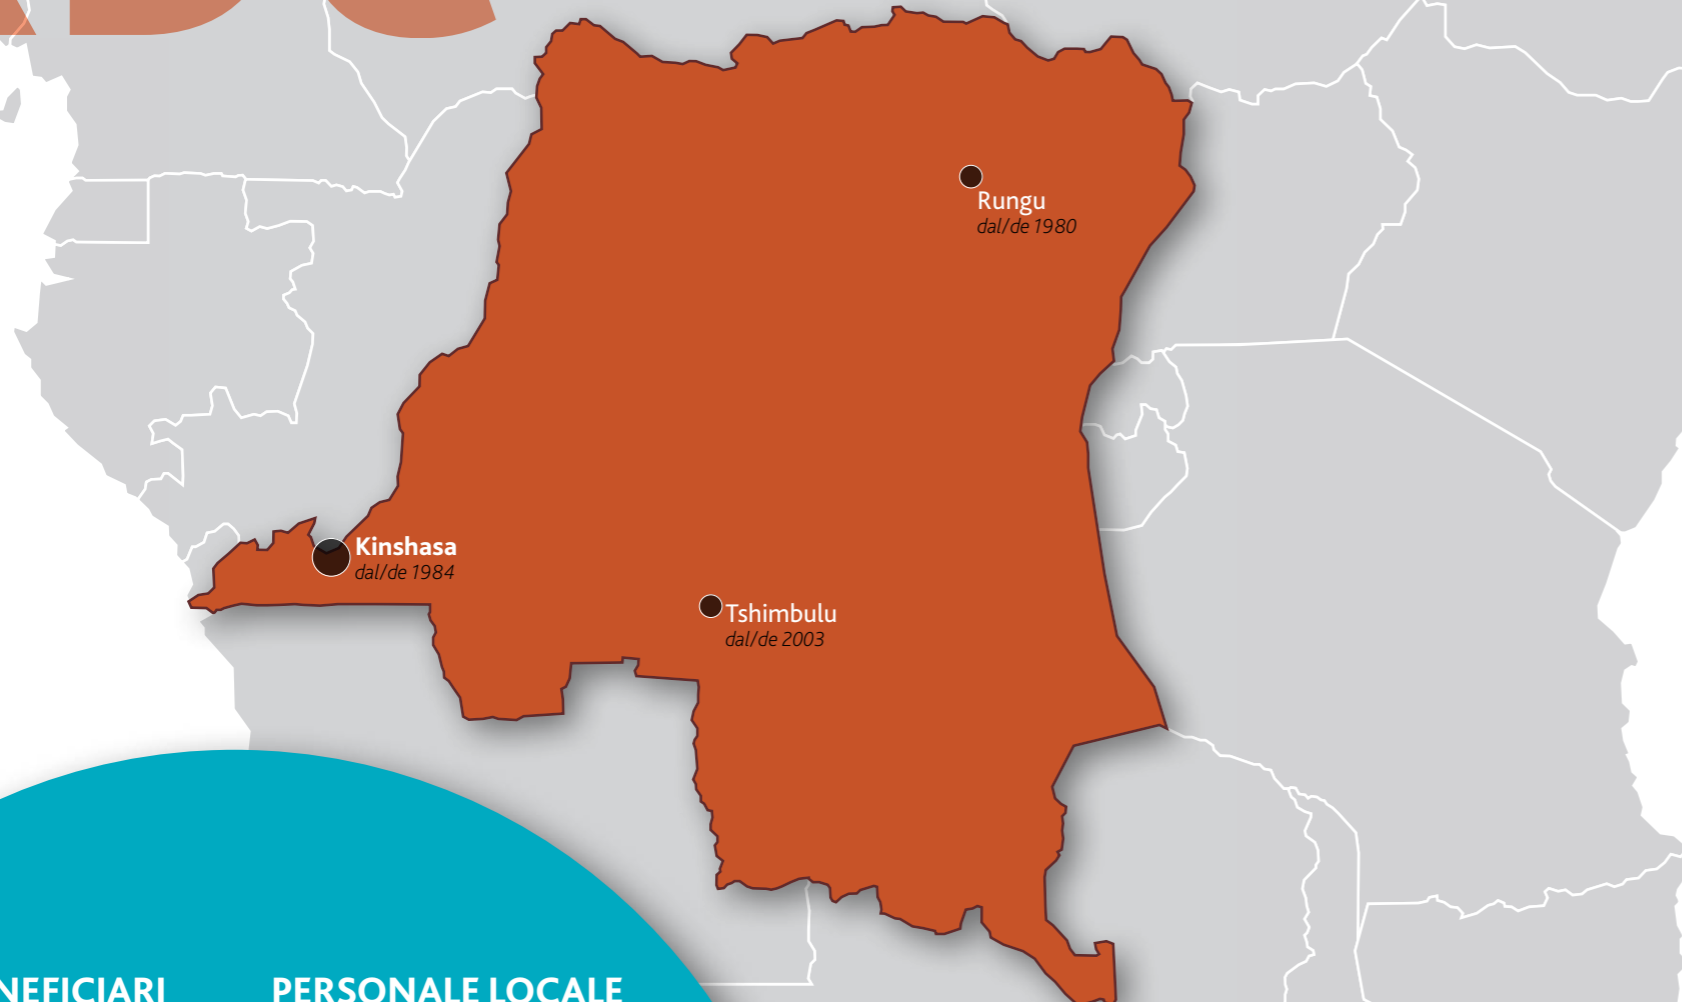 Rungu
dal/de 1980
Kinshasa
dal/de 1984
Tshimbulu
dal/de 2003
PERSONALE LOCALE